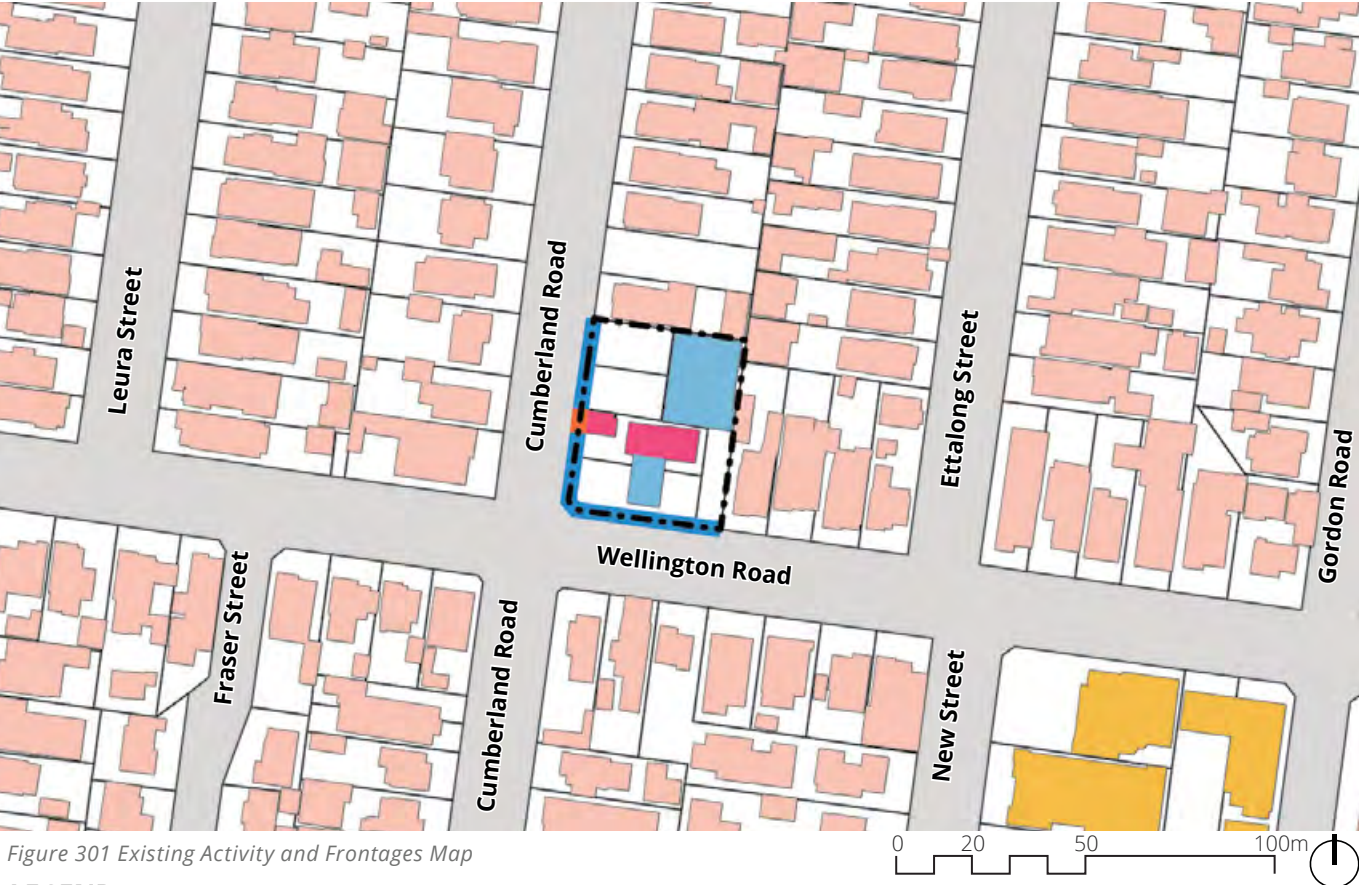 Leura Street
Cumberland Road
Ettalong Street
Gordon Road
Wellington Road
Fraser Street
Cumberland Road
New Street
Figure 301 Existing Activity and Frontages Map
0 20 50 100m